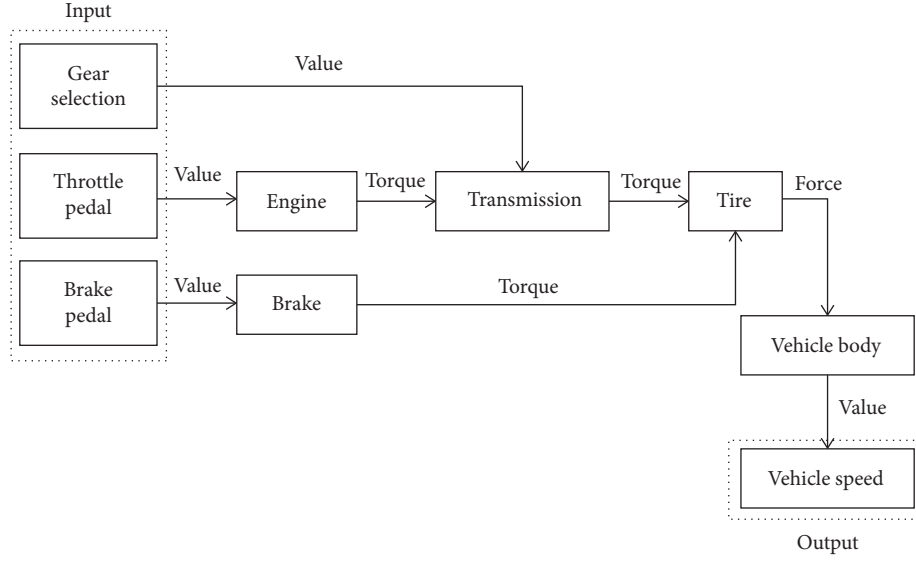 Input
Gear
selection
Value
Throttle
pedal
Value
Engine
Torque
Transmission
Torque
Tire
Force
Brake
pedal
Value
Brake
Torque
Vehicle body
Value
Vehicle speed
Output